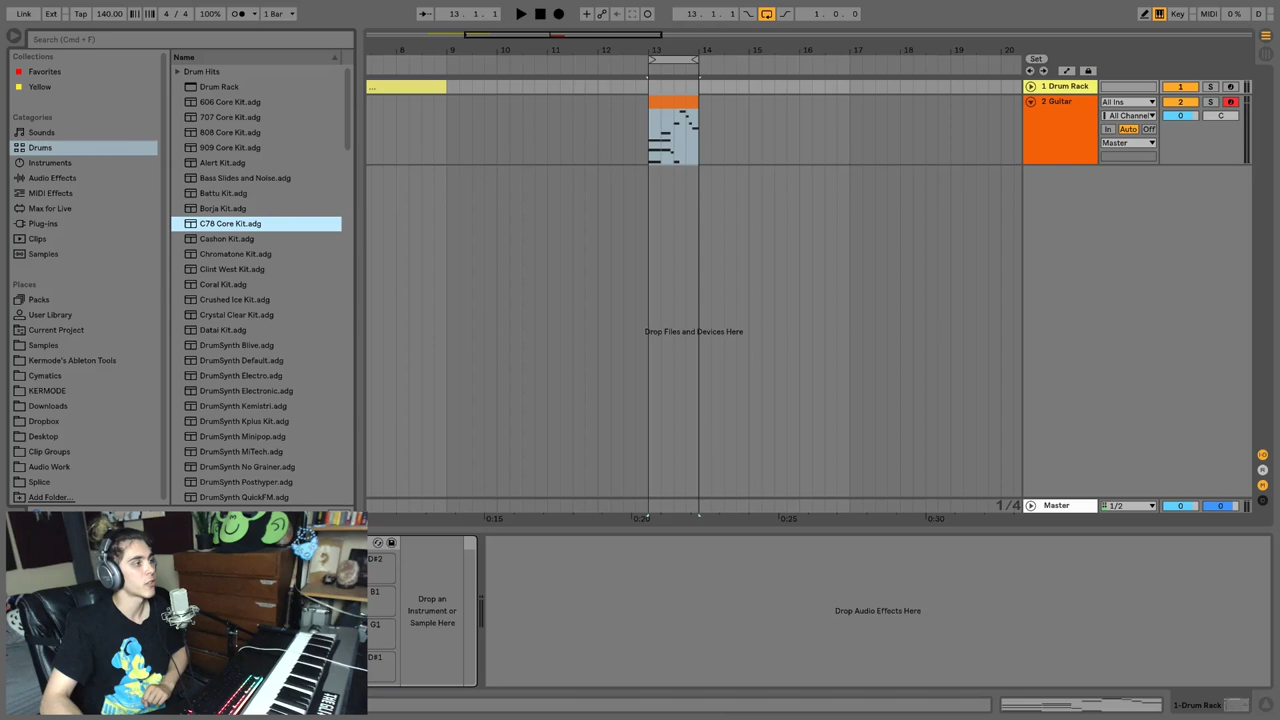 Link Ext Tap 140.00 4 / 4 100% 1 Bar 13. 1. 1 13. 1. 1 1. 0. 0 Key MIDI 0 % D
Search (Cmd + F)
Collections
Favorites
Yellow
Categories
Sounds
Drums
Instruments
Audio Effects
MIDI Effects
Max for Live
Plug-ins
Clips
Samples
Places
Packs
User Library
Current Project
Samples
Kermode's Ableton Tools
Cymatics
KERMODE
Downloads
Dropbox
Desktop
Clip Groups
Audio Work
Splice
Add Folder...
Name
Drum Hits
Drum Rack
606 Core Kit.adg
707 Core Kit.adg
808 Core Kit.adg
909 Core Kit.adg
Alert Kit.adg
Bass Slides and Noise.adg
Battu Kit.adg
Borja Kit.adg
C78 Core Kit.adg
Cashon Kit.adg
Chromatone Kit.adg
Clint West Kit.adg
Coral Kit.adg
Crushed Ice Kit.adg
Crystal Clear Kit.adg
Datai Kit.adg
DrumSynth Blive.adg
DrumSynth Default.adg
DrumSynth Electro.adg
DrumSynth Electronic.adg
DrumSynth Kemistri.adg
DrumSynth Kplus Kit.adg
DrumSynth Minipop.adg
DrumSynth MiTech.adg
DrumSynth No Grainer.adg
DrumSynth Posthyper.adg
DrumSynth QuickFM.adg
8 9 10 11 12 13 14 15 16 17 18 19 20
...
Drop Files and Devices Here
1/4
0:15 0:20 0:25 0:30
Set
1 Drum Rack 1 S
2 Guitar All Ins 2 S
All Channel 0 C
In Auto Off
Master
Master 1/2 0 0
D#2
B1
G1
D#1
Drop an
Instrument or
Sample Here
Drop Audio Effects Here
1-Drum Rack